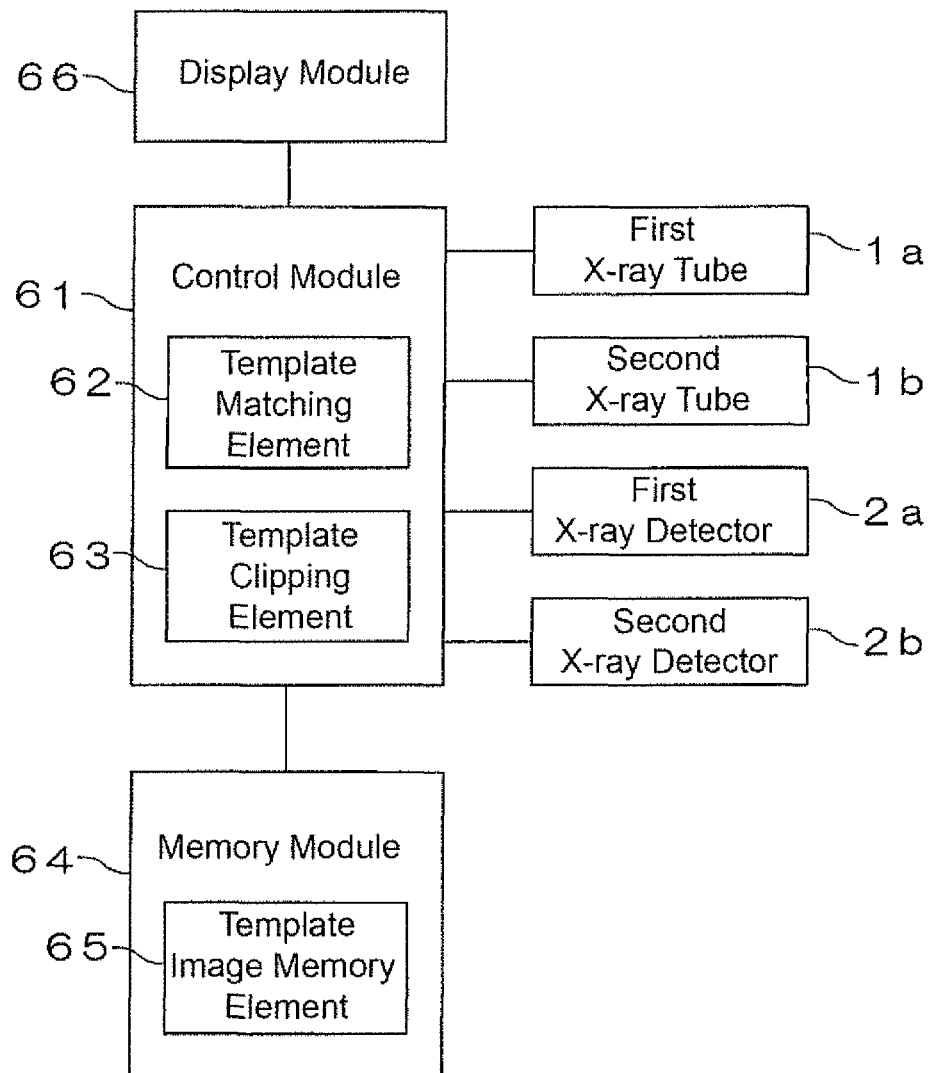 66
Display Module
61
Control Module
62
Template
Matching
Element
63
Template
Clipping
Element
First
X-ray Tube
1a
Second
X-ray Tube
1b
First
X-ray Detector
2a
Second
X-ray Detector
2b
64
Memory Module
65
Template
Image Memory
Element